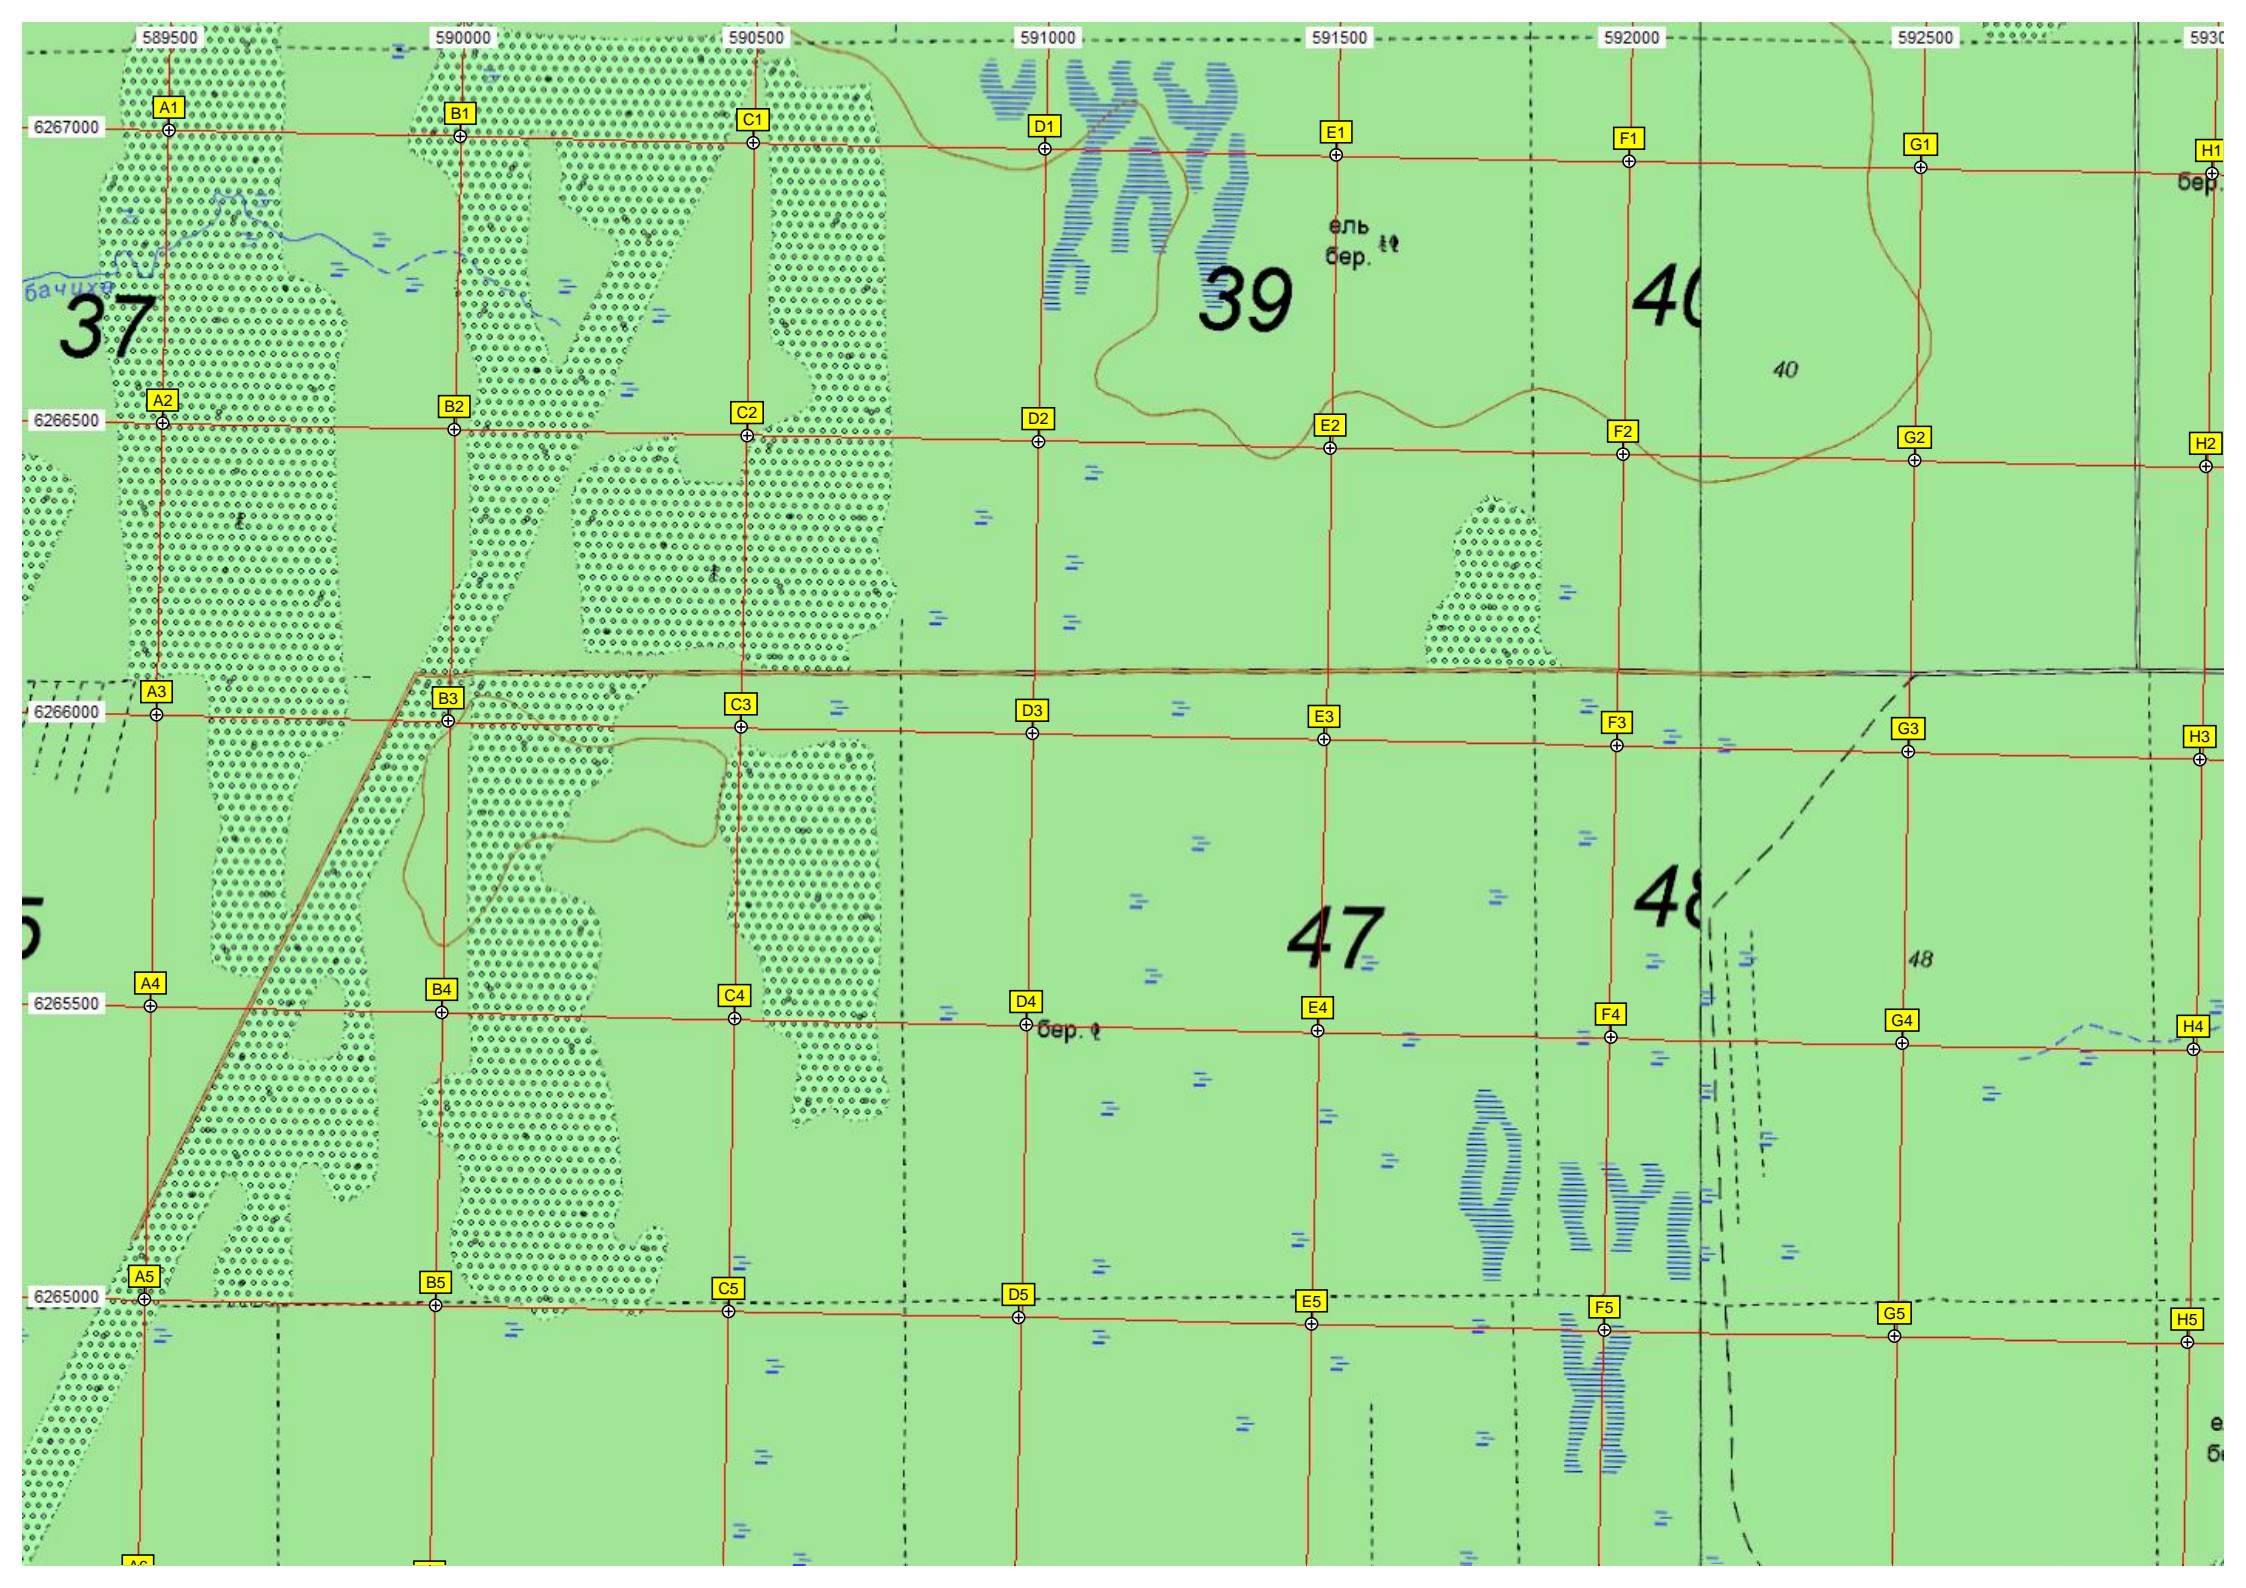 589500 590000 590500 591000 591500 592000 592500
A1 B1 C1 D1 E1 F1 G1 H1
6267000
бер.
ель
бер.
бачиха
37 39 40
40
A2 B2 C2 D2 E2 F2 G2 H2
6266500
A3 B3 C3 D3 E3 F3 G3 H3
6266000
47 48
48
A4 B4 C4 D4 E4 F4 G4 H4
6265500
бер.
A5 B5 C5 D5 E5 F5 G5 H5
6265000